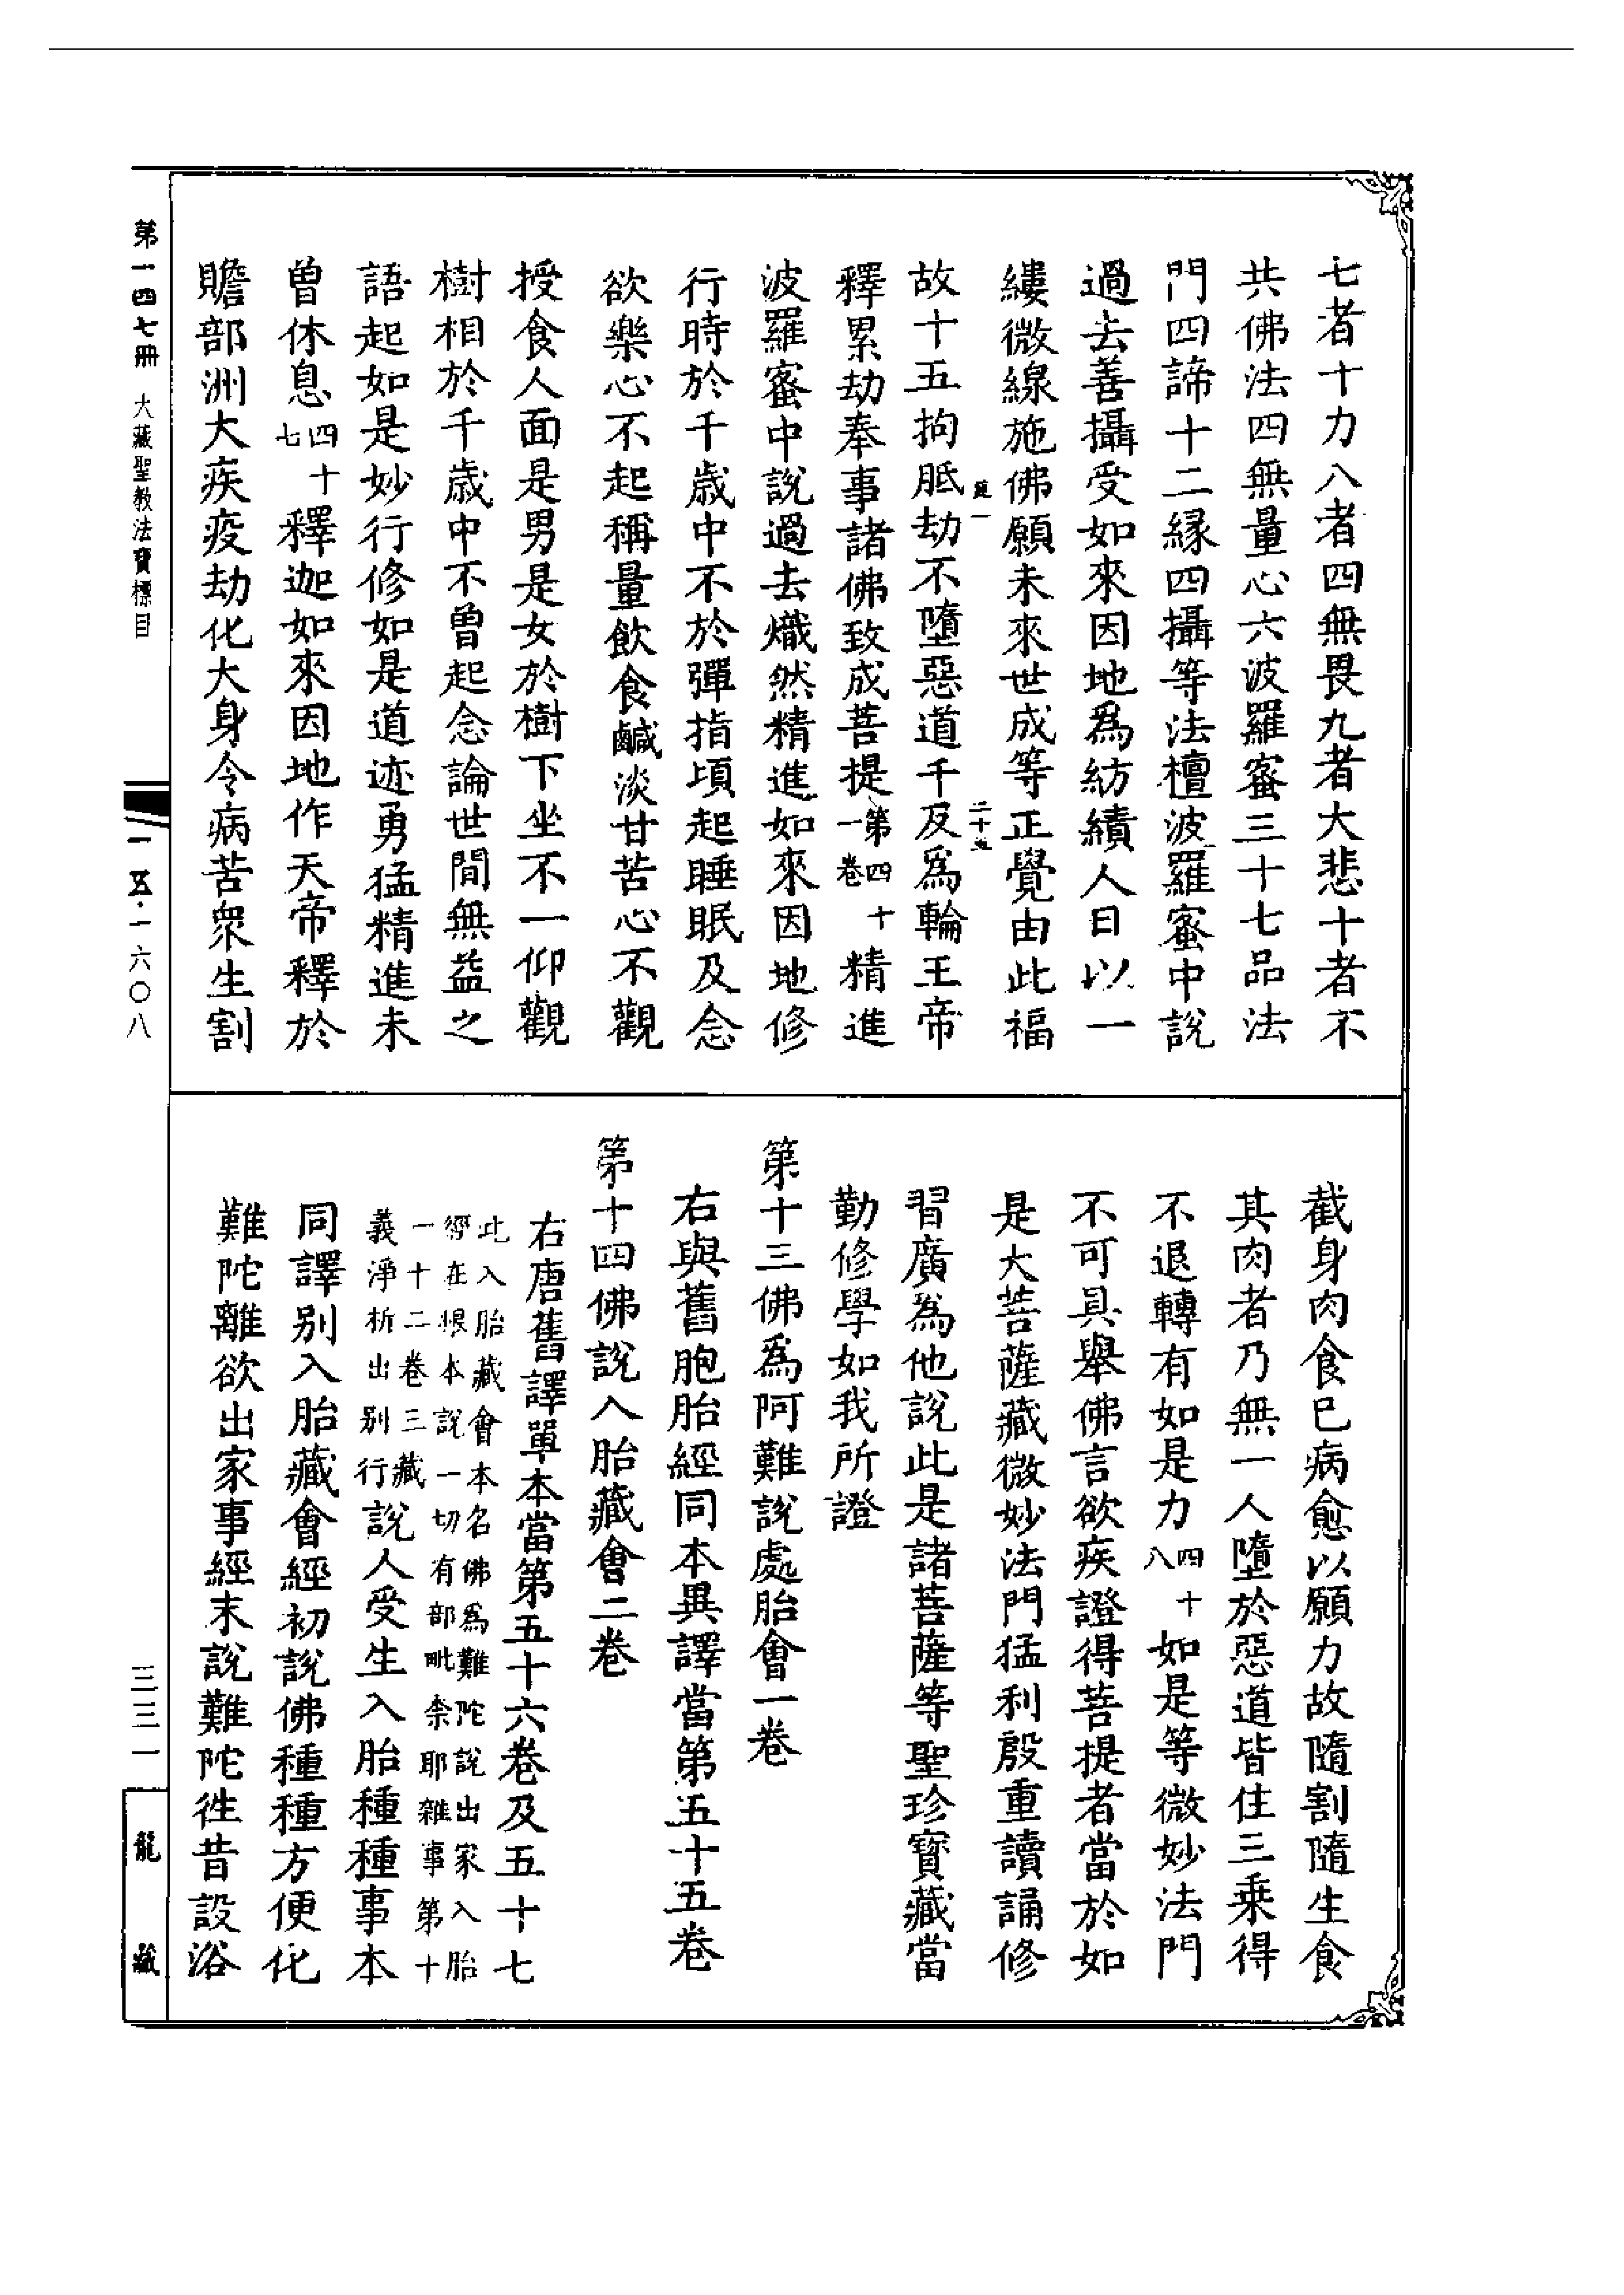 七者十力八者四無畏九者大悲十者不
共佛法四無量心六波羅蜜三十七品法
門四諦十二縁四攝等法檀波羅蜜中說
過去善攝受如來因地爲紡績人日以一
縷微線施佛願未來世成等正覺由此福
故十五拘胝劫不墮惡道千反爲輪王帝
釋累劫奉事諸佛致成菩提第四十一卷精進
波羅蜜中說過去熾然精進如來因地修
行時於千歳中不於彈指頃起睡眠及念
欲樂心不起稱量飲食鹹淡甘苦心不觀
授食人面是男是女於樹下坐不一仰觀
樹相於千歳中不曾起念論世間無益之
語起如是妙行修如是道迹勇猛精進未
曾休息四十七釋迦如來因地作天帝釋於
贍部洲大疾疫劫化大身令病苦衆生割
截身肉食已病愈以願力故隨割隨生食
其肉者乃無一人墮於惡道皆住三乘得
不退轉有如是力四十八如是等微妙法門
不可具舉佛言欲疾證得菩提者當於如
是大菩薩藏微妙法門猛利殷重讀誦修
習廣為他說此是諸菩薩等聖珍寳藏當
勤修學如我所證
第十三佛爲阿難說處胎會一卷
右與舊胞胎經同本異譯當第五十五卷
第十四佛說入胎藏會二卷
右唐舊譯單本當第五十六卷及五十七
此入胎藏會本名佛爲難陀說出家入胎
經在根本說一切有部毗柰耶雜事第十
一十二卷三藏
義淨析出别行說人受生入胎種種事本
同譯别入胎藏會經初說佛種種方便化
難陀離欲出家事經末說難陀徃昔設浴
第一四七冊 大藏聖教法寶標目
一五·一六〇八
三三一
龍藏